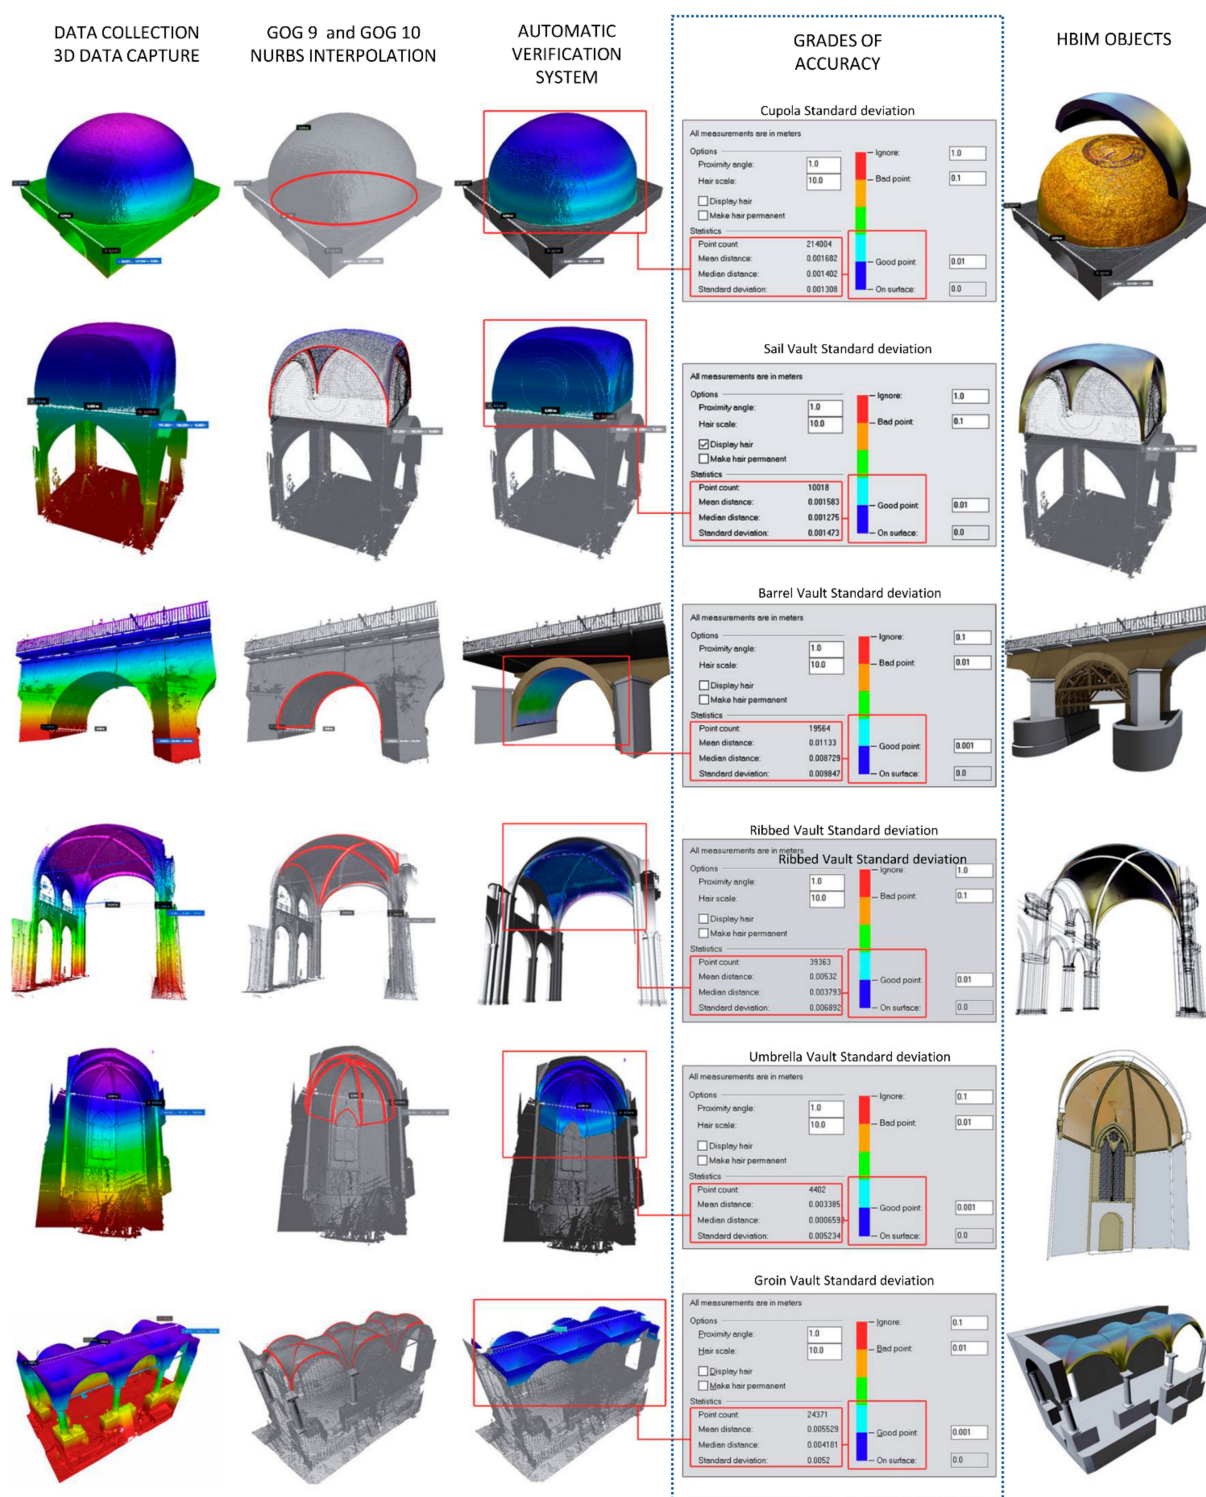 DATA COLLECTION
3D DATA CAPTURE
GOG 9 and GOG 10
NURBS INTERPOLATION
AUTOMATIC
VERIFICATION
SYSTEM
GRADES OF
ACCURACY
HBIM OBJECTS
Cupola Standard deviation
All measurements are in meters
Options
Proximity angle: 1.0
Hair scale: 10.0
Display hair
Make hair permanent
Statistics
Point count: 214004
Mean distance: 0.001682
Median distance: 0.001402
Standard deviation: 0.001308
Ignore: 1.0
Bad point: 0.1
Good point: 0.01
On surface: 0.0
Sail Vault Standard deviation
All measurements are in meters
Options
Proximity angle: 1.0
Hair scale: 10.0
Display hair
Make hair permanent
Statistics
Point count: 10018
Mean distance: 0.001583
Median distance: 0.001275
Standard deviation: 0.001473
Ignore: 1.0
Bad point: 0.1
Good point: 0.01
On surface: 0.0
Barrel Vault Standard deviation
All measurements are in meters
Options
Proximity angle: 1.0
Hair scale: 10.0
Display hair
Make hair permanent
Statistics
Point count: 19564
Mean distance: 0.01133
Median distance: 0.008729
Standard deviation: 0.009847
Ignore: 0.1
Bad point: 0.01
Good point: 0.001
On surface: 0.0
Ribbed Vault Standard deviation
All measurements are in meters
Ribbed Vault Standard deviation
Options
Proximity angle: 1.0
Hair scale: 10.0
Display hair
Make hair permanent
Statistics
Point count: 39363
Mean distance: 0.00532
Median distance: 0.003793
Standard deviation: 0.006892
Ignore: 1.0
Bad point: 0.1
Good point: 0.01
On surface: 0.0
Umbrella Vault Standard deviation
All measurements are in meters
Options
Proximity angle: 1.0
Hair scale: 10.0
Display hair
Make hair permanent
Statistics
Point count: 4402
Mean distance: 0.003385
Median distance:
Standard deviation: 0.005234
Ignore: 0.1
Bad point: 0.01
Good point: 0.001
On surface: 0.0
Groin Vault Standard deviation
All measurements are in meters
Options
Proximity angle: 1.0
Hair scale: 10.0
Display hair
Make hair permanent
Statistics
Point count: 24371
Mean distance: 0.005529
Median distance: 0.004181
Standard deviation: 0.0052
Ignore: 0.1
Bad point: 0.01
Good point: 0.001
On surface: 0.0